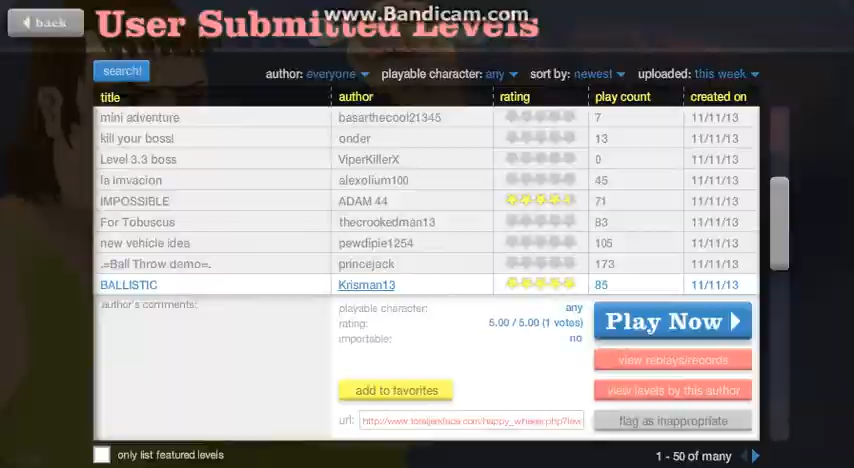 www.Bandicam.com
back
User Submitted Levels
search!
author: everyone playable character: any sort by: newest uploaded: this week
title author rating play count created on
mini adventure basarthecool21345 7 11/11/13
kill your boss! onder 13 11/11/13
Level 3.3 boss ViperKillerX 0 11/11/13
la invacion alexolium100 45 11/11/13
IMPOSSIBLE ADAM 44 71 11/11/13
For Tobuscus thecrookedman13 83 11/11/13
new vehicle idea pewdipie1254 105 11/11/13
.=Ball Throw demo=. princejack 173 11/11/13
BALLISTIC Krisman13 85 11/11/13
author's comments:
playable character: any
rating: 5.00 / 5.00 (1 votes)
importable: no
Play Now
view replays/records
add to favorites
view levels by this author
url:
flag as inappropriate
only list featured levels
1 - 50 of many